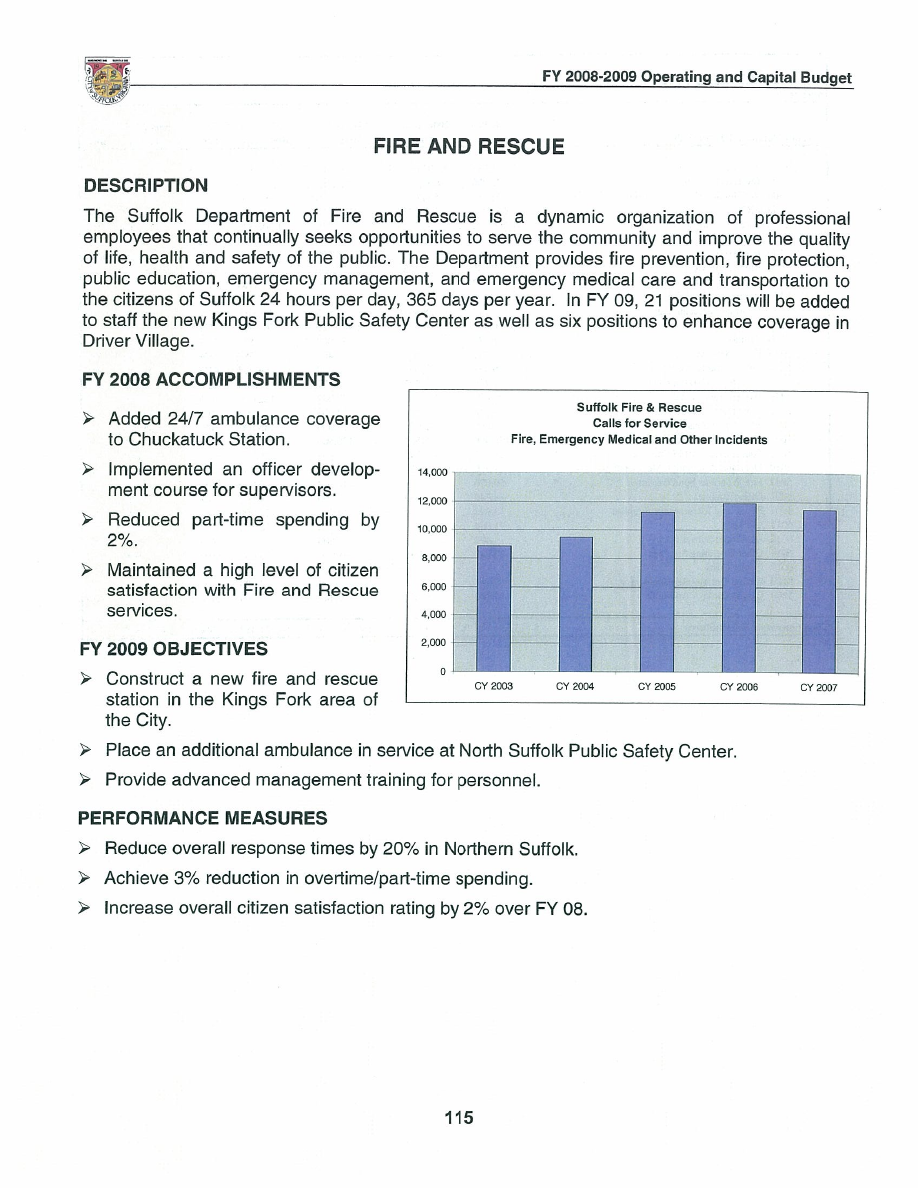 FY 2008-2009 Operating and Capital Budget
FIRE AND RESCUE
DESCRIPTION
The Suffolk Department of Fire and Rescue is a dynamic organization of professional
employees that continually seeks opportunities to serve the community and improve the quality
of life, health and safety of the public. The Department provides fire prevention, fire protection,
public education, emergency management, and emergency medical care and transportation to
the citizens of Suffolk 24 hours per day, 365 days per year. In FY 09, 21 positions will be added
to staff the new Kings Fork Public Safety Center as well as six positions to enhance coverage in
Driver Village.
FY 2008 ACCOMPLISHMENTS
➢ Added 24/7 ambulance coverage
to Chuckatuck Station.
➢ Implemented an officer develop-
ment course for supervisors.
➢ Reduced part-time spending by
2%.
➢ Maintained a high level of citizen
satisfaction with Fire and Rescue
services.
Suffolk Fire & Rescue
Calls for Service
Fire, Emergency Medical and Other Incidents
14,000
12,000
10,000
8,000
6,000
4,000
2,000
0
CY 2003 CY 2004 CY 2005 CY 2006 CY 2007
FY 2009 OBJECTIVES
➢ Construct a new fire and rescue
station in the Kings Fork area of
the City.
➢ Place an additional ambulance in service at North Suffolk Public Safety Center.
➢ Provide advanced management training for personnel.
PERFORMANCE MEASURES
➢ Reduce overall response times by 20% in Northern Suffolk.
➢ Achieve 3% reduction in overtime/part-time spending.
➢ Increase overall citizen satisfaction rating by 2% over FY 08.
115